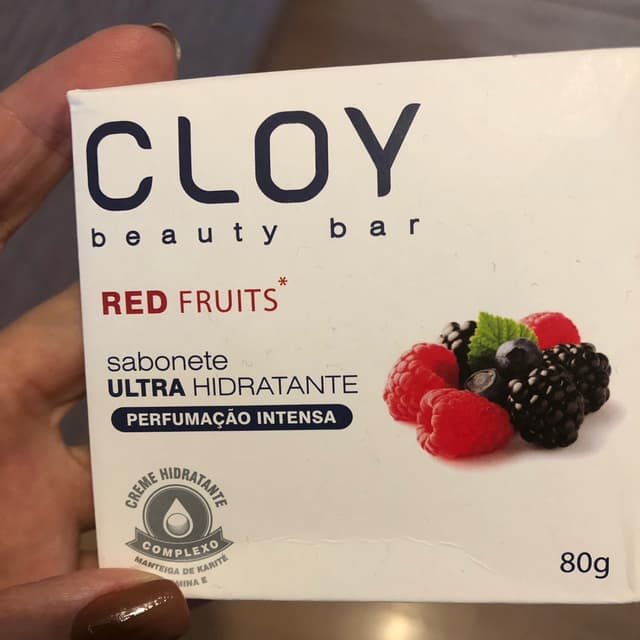 CLOY
beauty bar
RED FRUITS*
sabonete
ULTRA HIDRATANTE
PERFUMAÇÃO INTENSA
CREME HIDRATANTE
COMPLEXO
MANTEIGA DE KARITÉ
80g